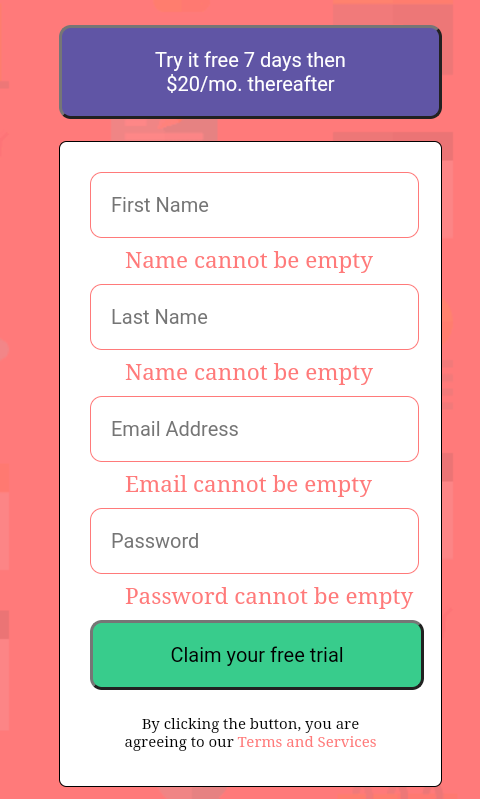 Try it free 7 days then
$20/mo. thereafter
First Name
Name cannot be empty
Last Name
Name cannot be empty
Email Address
Email cannot be empty
Password
Password cannot be empty
Claim your free trial
By clicking the button, you are
agreeing to our Terms and Services